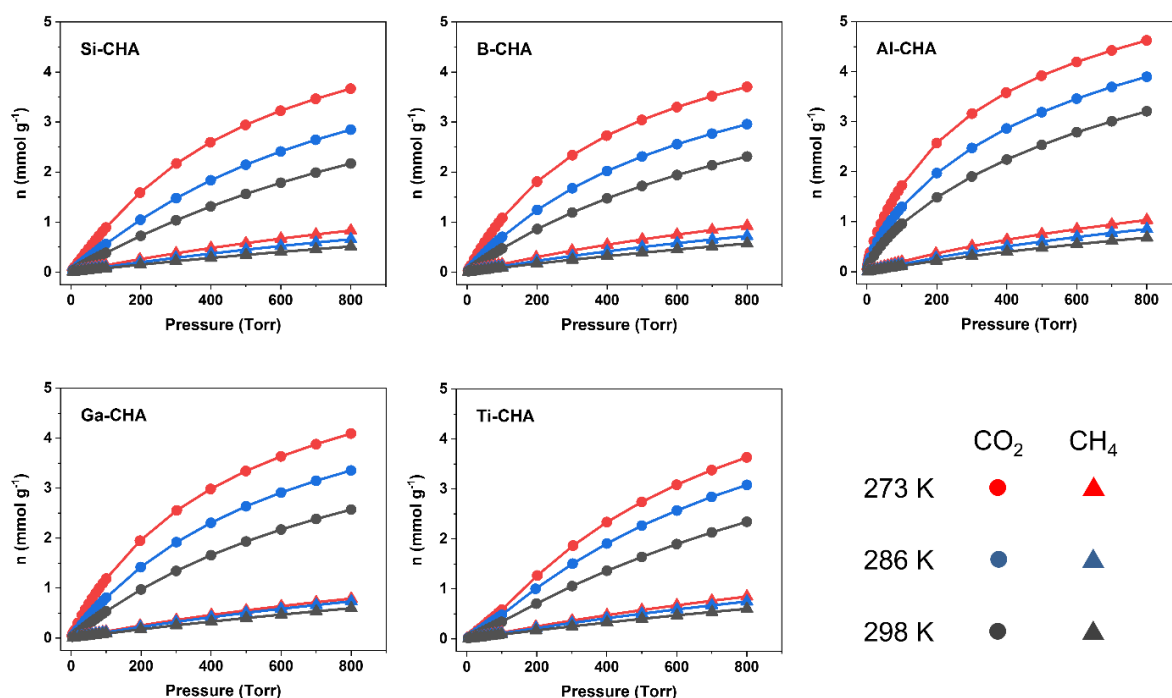 Si-CHA
n (mmol g⁻¹)
5
4
3
2
1
0
0 200 400 600 800
Pressure (Torr)
B-CHA
n (mmol g⁻¹)
5
4
3
2
1
0
0 200 400 600 800
Pressure (Torr)
Al-CHA
n (mmol g⁻¹)
5
4
3
2
1
0
0 200 400 600 800
Pressure (Torr)
Ga-CHA
n (mmol g⁻¹)
5
4
3
2
1
0
0 200 400 600 800
Pressure (Torr)
Ti-CHA
n (mmol g⁻¹)
5
4
3
2
1
0
0 200 400 600 800
Pressure (Torr)
CO₂ CH₄
273 K
286 K
298 K